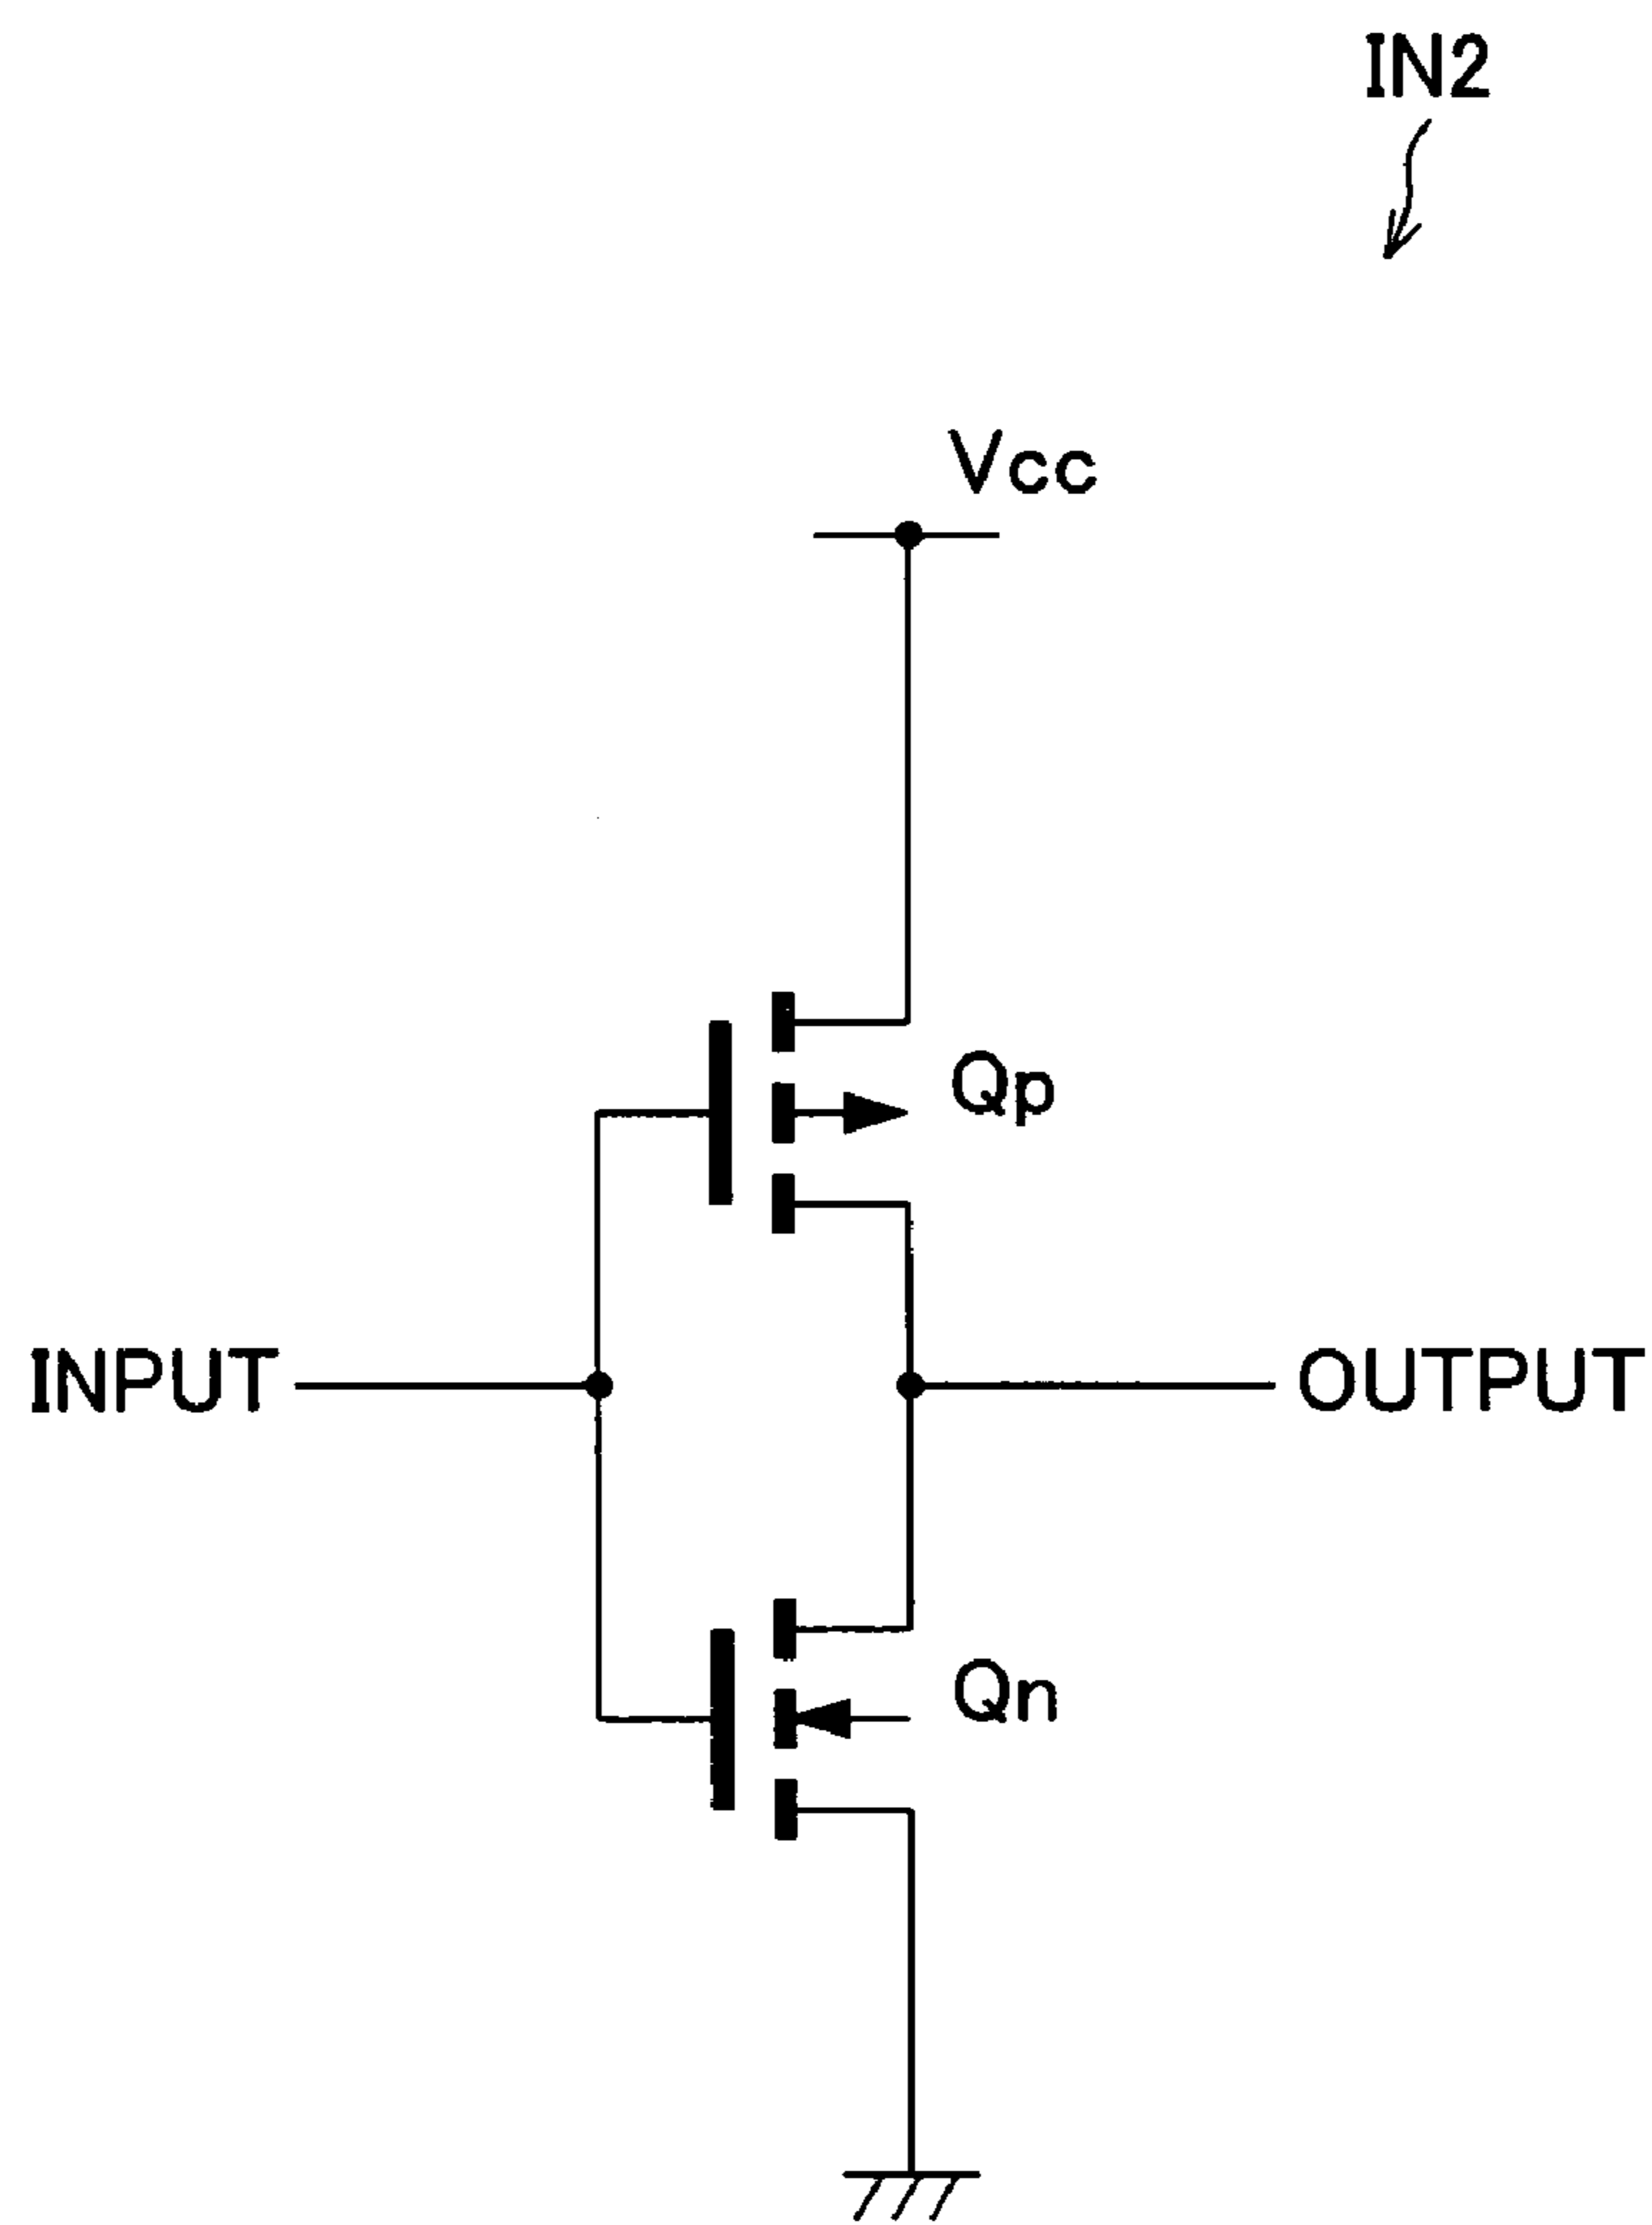 IN2
Vcc
Qp
INPUT
OUTPUT
Qn